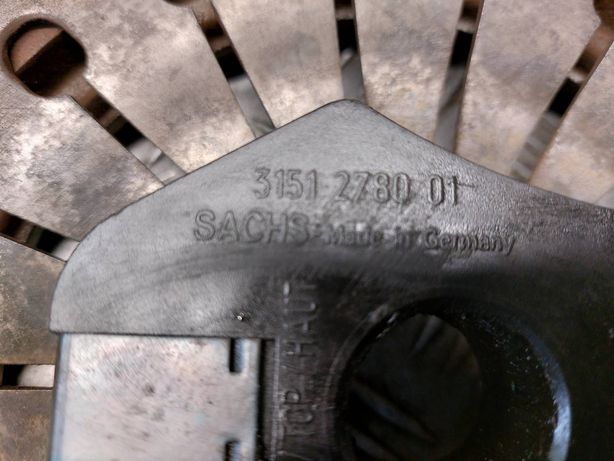 3151 2780 01
SACHS-Made in Germany
/ TOP / HAUT